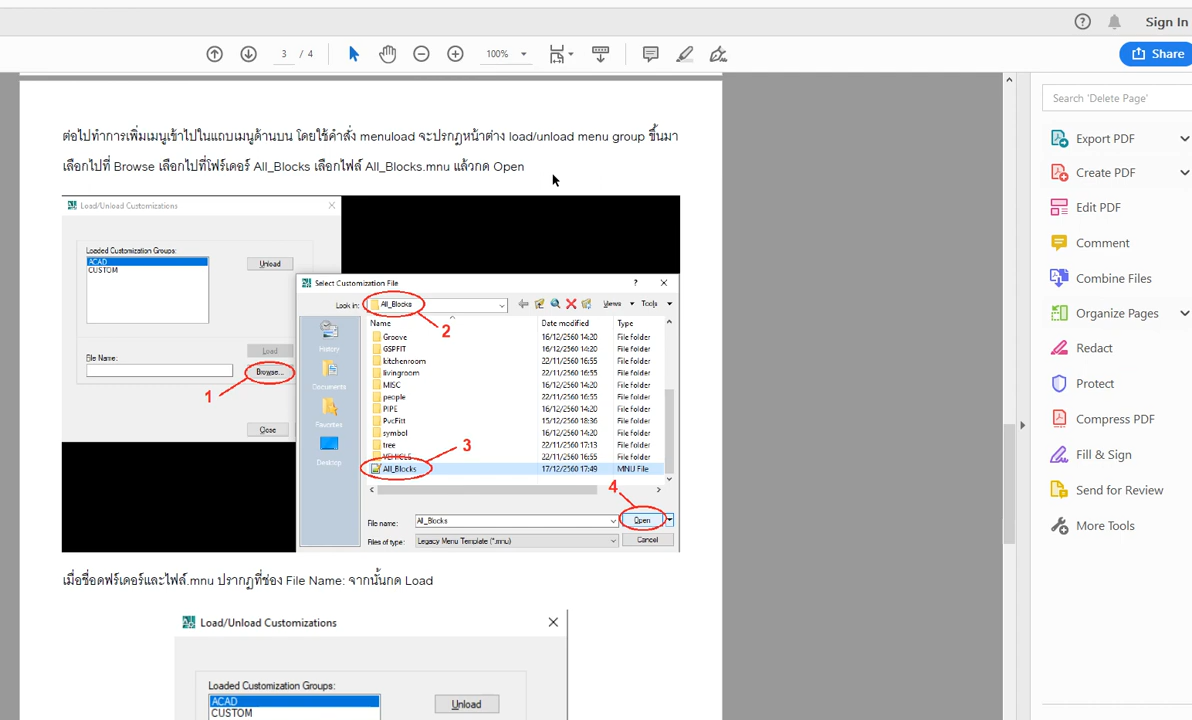 Sign In
3 / 4
100%
Share
ต่อไปทำการเพิ่มเมนูเข้าไปในแถบเมนูด้านบน โดยใช้คำสั่ง menuload จะปรกฎหน้าต่าง load/unload menu group ขึ้นมา
เลือกไปที่ Browse เลือกไปที่โฟร์เดอร์ All_Blocks เลือกไฟล์ All_Blocks.mnu แล้วกด Open
Load/Unload Customizations
Loaded Customization Groups:
ACAD
CUSTOM
Unload
Load
File Name:
Browse...
1
Close
Select Customization File
Look in:
All_Blocks
Views
Tools
2
Name
Date modified
Type
History
Documents
Favorites
Desktop
Groove 16/12/2560 14:20 File folder
GSPFIT 16/12/2560 14:20 File folder
kitchenroom 22/11/2560 16:55 File folder
livingroom 22/11/2560 16:55 File folder
MISC 16/12/2560 14:20 File folder
people 22/11/2560 16:55 File folder
PIPE 16/12/2560 14:20 File folder
PvcFitt 15/12/2560 18:36 File folder
symbol 16/12/2560 14:20 File folder
tree 22/11/2560 17:13 File folder
VEHICLE 22/11/2560 16:55 File folder
All_Blocks 17/12/2560 17:49 MNU File
3
4
File name:
All_Blocks
Open
Files of type:
Legacy Menu Template (*.mnu)
Cancel
เมื่อชื่อดฟร์เดอร์และไฟล์.mnu ปรากฏที่ช่อง File Name: จากนั้นกด Load
Load/Unload Customizations
Loaded Customization Groups:
ACAD
CUSTOM
Unload
Search 'Delete Page'
Export PDF
Create PDF
Edit PDF
Comment
Combine Files
Organize Pages
Redact
Protect
Compress PDF
Fill & Sign
Send for Review
More Tools